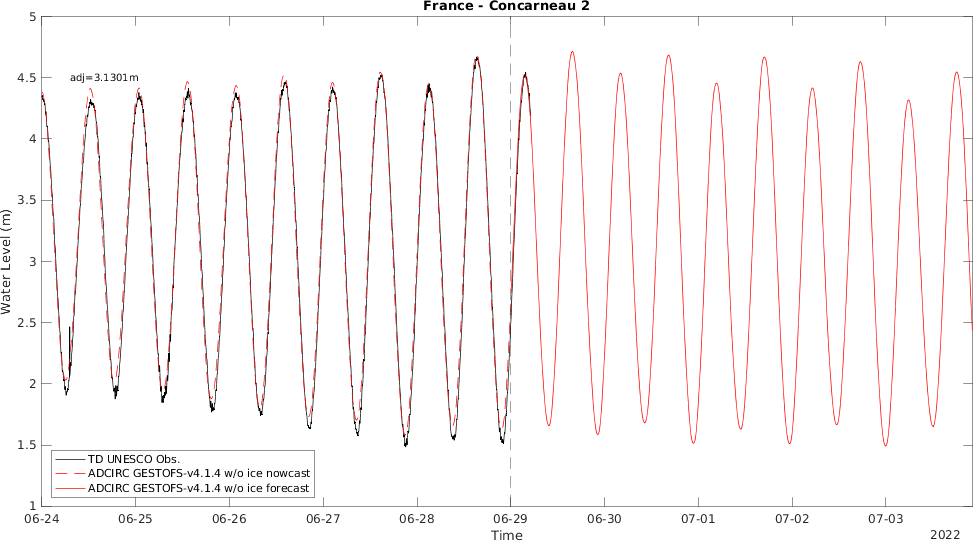 France - Concarneau 2
5
4.5
4
3.5
3
2.5
2
1.5
1
Water Level (m)
adj=3.1301m
TD UNESCO Obs.
ADCIRC GESTOFS-v4.1.4 w/o ice nowcast
ADCIRC GESTOFS-v4.1.4 w/o ice forecast
06-24 06-25 06-26 06-27 06-28 06-29 06-30 07-01 07-02 07-03
Time
2022